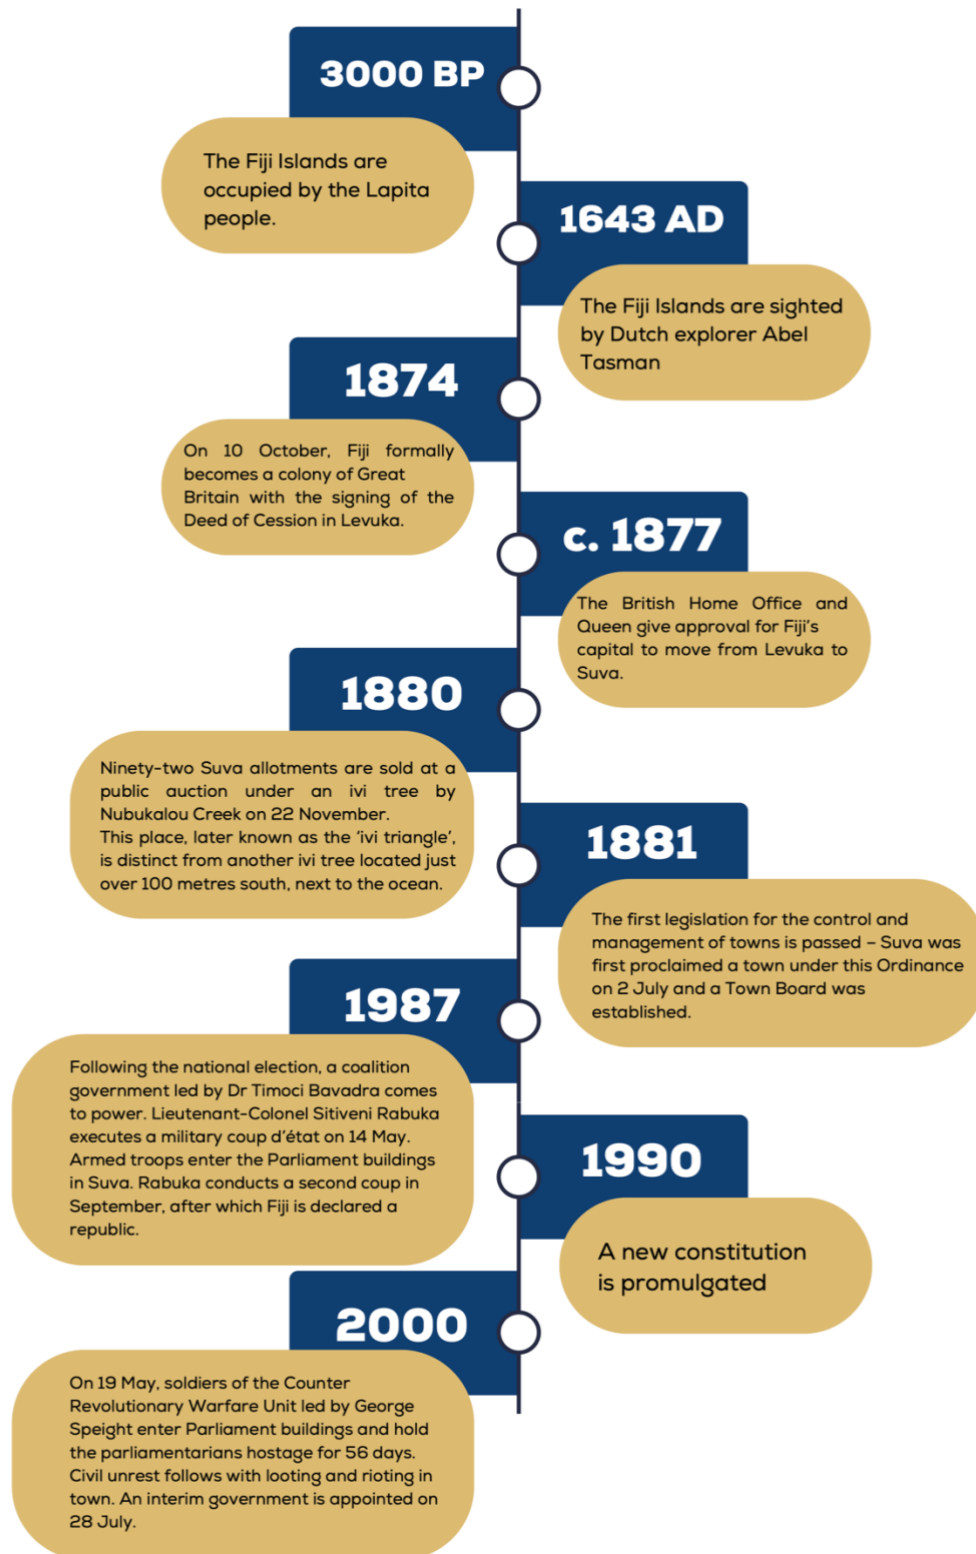 3000 BP
The Fiji Islands are
occupied by the Lapita
people.
1643 AD
The Fiji Islands are sighted
by Dutch explorer Abel
Tasman
1874
On 10 October, Fiji formally
becomes a colony of Great
Britain with the signing of the
Deed of Cession in Levuka.
c. 1877
The British Home Office and
Queen give approval for Fiji's
capital to move from Levuka to
Suva.
1880
Ninety-two Suva allotments are sold at a
public auction under an ivi tree by
Nubukalou Creek on 22 November.
This place, later known as the 'ivi triangle',
is distinct from another ivi tree located just
over 100 metres south, next to the ocean.
1881
The first legislation for the control and
management of towns is passed – Suva was
first proclaimed a town under this Ordinance
on 2 July and a Town Board was
established.
1987
Following the national election, a coalition
government led by Dr Timoci Bavadra comes
to power. Lieutenant-Colonel Sitiveni Rabuka
executes a military coup d'état on 14 May.
Armed troops enter the Parliament buildings
in Suva. Rabuka conducts a second coup in
September, after which Fiji is declared a
republic.
1990
A new constitution
is promulgated
2000
On 19 May, soldiers of the Counter
Revolutionary Warfare Unit led by George
Speight enter Parliament buildings and hold
the parliamentarians hostage for 56 days.
Civil unrest follows with looting and rioting in
town. An interim government is appointed on
28 July.